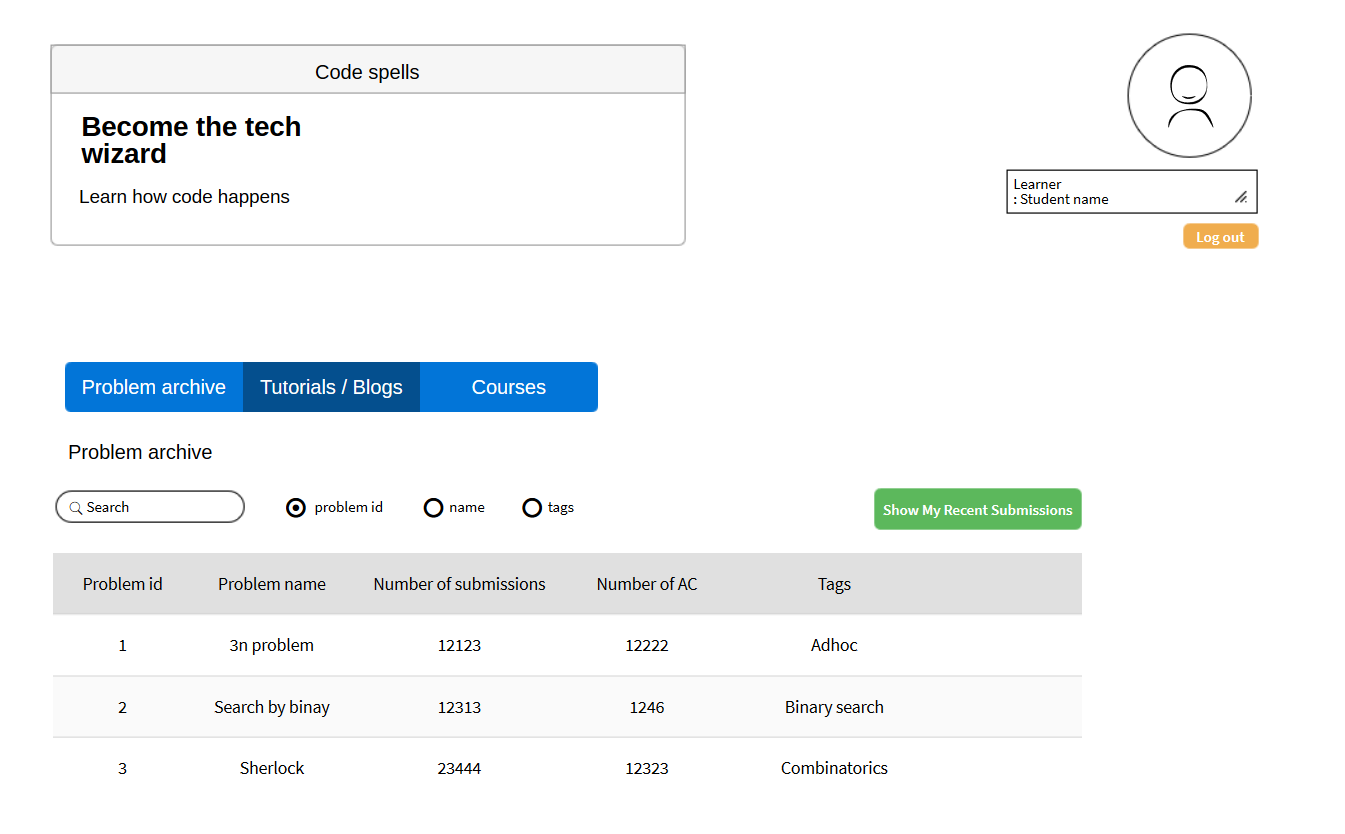 Code spells
Become the tech
wizard
Learn how code happens
Learner
: Student name
Log out
Problem archive Tutorials / Blogs Courses
Problem archive
Search problem id name tags Show My Recent Submissions
Problem id Problem name Number of submissions Number of AC Tags
1 3n problem 12123 12222 Adhoc
2 Search by binay 12313 1246 Binary search
3 Sherlock 23444 12323 Combinatorics